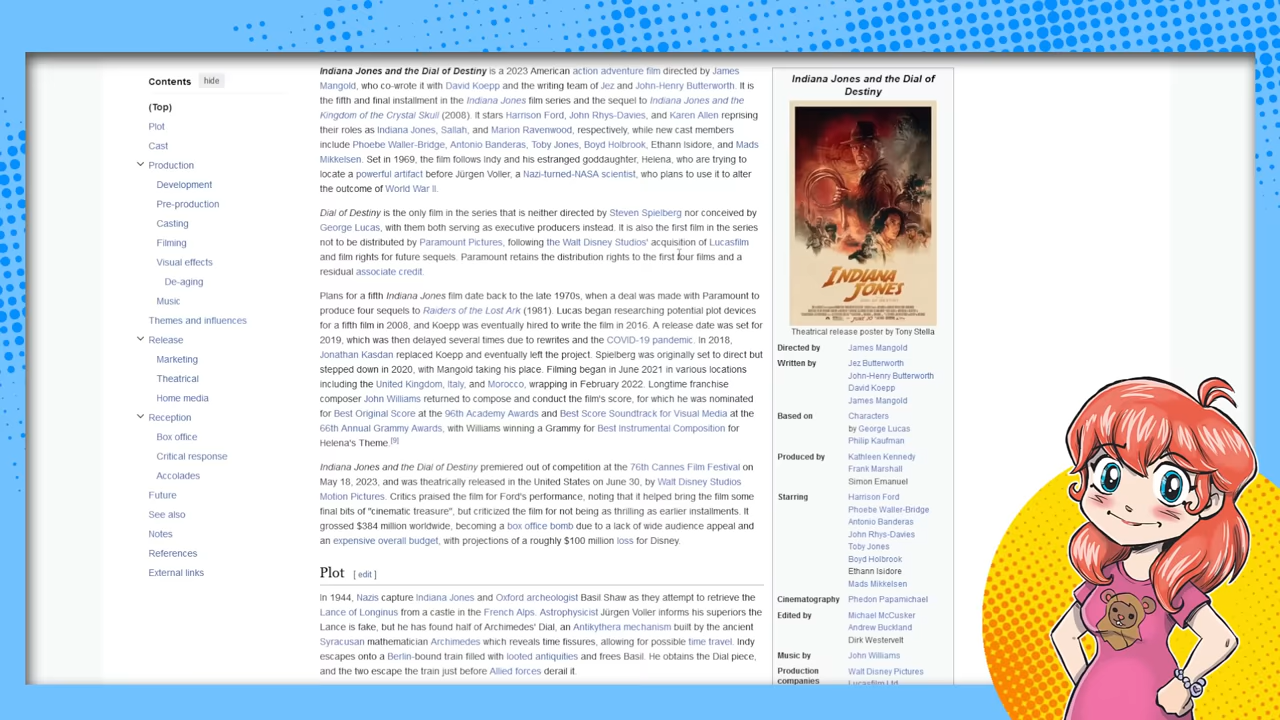 Contents hide
(Top)
Plot
Cast
Production
Development
Pre-production
Casting
Filming
Visual effects
De-aging
Music
Themes and influences
Release
Marketing
Theatrical
Home media
Reception
Box office
Critical response
Accolades
Future
See also
Notes
References
External links
Indiana Jones and the Dial of Destiny is a 2023 American action adventure film directed by James
Mangold, who co-wrote it with David Koepp and the writing team of Jez and John-Henry Butterworth. It is
the fifth and final installment in the Indiana Jones film series and the sequel to Indiana Jones and the
Kingdom of the Crystal Skull (2008). It stars Harrison Ford, John Rhys-Davies, and Karen Allen reprising
their roles as Indiana Jones, Sallah, and Marion Ravenwood, respectively, while new cast members
include Phoebe Waller-Bridge, Antonio Banderas, Toby Jones, Boyd Holbrook, Ethann Isidore, and Mads
Mikkelsen. Set in 1969, the film follows Indy and his estranged goddaughter, Helena, who are trying to
locate a powerful artifact before Jürgen Voller, a Nazi-turned-NASA scientist, who plans to use it to alter
the outcome of World War II.
Dial of Destiny is the only film in the series that is neither directed by Steven Spielberg nor conceived by
George Lucas, with them both serving as executive producers instead. It is also the first film in the series
not to be distributed by Paramount Pictures, following the Walt Disney Studios' acquisition of Lucasfilm
and film rights for future sequels. Paramount retains the distribution rights to the first four films and a
residual associate credit.
Plans for a fifth Indiana Jones film date back to the late 1970s, when a deal was made with Paramount to
produce four sequels to Raiders of the Lost Ark (1981). Lucas began researching potential plot devices
for a fifth film in 2008, and Koepp was eventually hired to write the film in 2016. A release date was set for
2019, which was then delayed several times due to rewrites and the COVID-19 pandemic. In 2018,
Jonathan Kasdan replaced Koepp and eventually left the project. Spielberg was originally set to direct but
stepped down in 2020, with Mangold taking his place. Filming began in June 2021 in various locations
including the United Kingdom, Italy, and Morocco, wrapping in February 2022. Longtime franchise
composer John Williams returned to compose and conduct the film's score, for which he was nominated
for Best Original Score at the 96th Academy Awards and Best Score Soundtrack for Visual Media at the
66th Annual Grammy Awards, with Williams winning a Grammy for Best Instrumental Composition for
Helena's Theme.[9]
Indiana Jones and the Dial of Destiny premiered out of competition at the 76th Cannes Film Festival on
May 18, 2023, and was theatrically released in the United States on June 30, by Walt Disney Studios
Motion Pictures. Critics praised the film for Ford's performance, noting that it helped bring the film some
final bits of "cinematic treasure", but criticized the film for not being as thrilling as earlier installments. It
grossed $384 million worldwide, becoming a box office bomb due to a lack of wide audience appeal and
an expensive overall budget, with projections of a roughly $100 million loss for Disney.
Plot [ edit ]
In 1944, Nazis capture Indiana Jones and Oxford archeologist Basil Shaw as they attempt to retrieve the
Lance of Longinus from a castle in the French Alps. Astrophysicist Jürgen Voller informs his superiors the
Lance is fake, but he has found half of Archimedes' Dial, an Antikythera mechanism built by the ancient
Syracusan mathematician Archimedes which reveals time fissures, allowing for possible time travel. Indy
escapes onto a Berlin-bound train filled with looted antiquities and frees Basil. He obtains the Dial piece,
and the two escape the train just before Allied forces derail it.
Indiana Jones and the Dial of
Destiny
INDIANA
JONES
Theatrical release poster by Tony Stella
Directed by James Mangold
Written by Jez Butterworth
John-Henry Butterworth
David Koepp
James Mangold
Based on Characters
by George Lucas
Philip Kaufman
Produced by Kathleen Kennedy
Frank Marshall
Simon Emanuel
Starring Harrison Ford
Phoebe Waller-Bridge
Antonio Banderas
John Rhys-Davies
Toby Jones
Boyd Holbrook
Ethann Isidore
Mads Mikkelsen
Cinematography Phedon Papamichael
Edited by Michael McCusker
Andrew Buckland
Dirk Westervelt
Music by John Williams
Production Walt Disney Pictures
companies Lucasfilm Ltd.